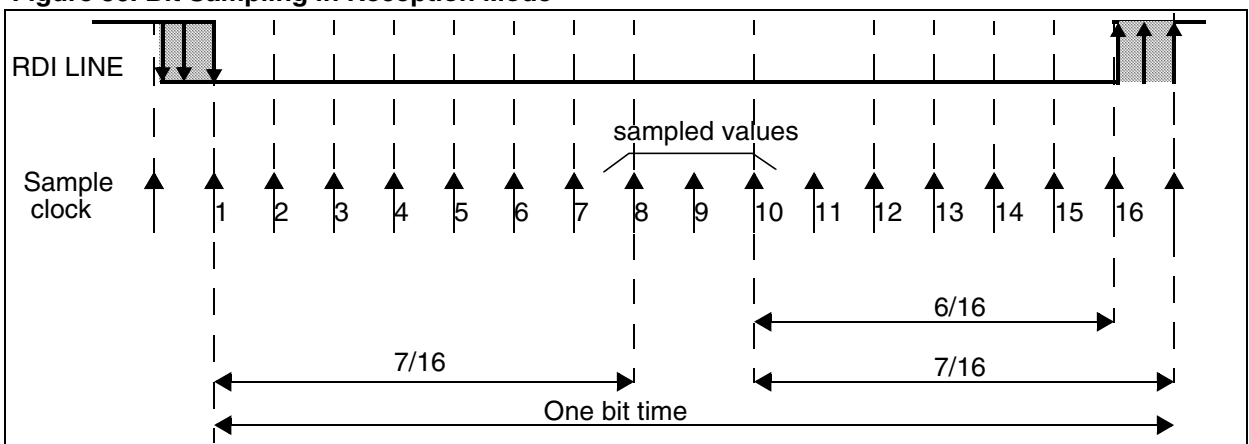 Figure 60. Bit Sampling in Reception Mode
RDI LINE
sampled values
Sample
clock
1 2 3 4 5 6 7 8 9 10 11 12 13 14 15 16
6/16
7/16
7/16
One bit time